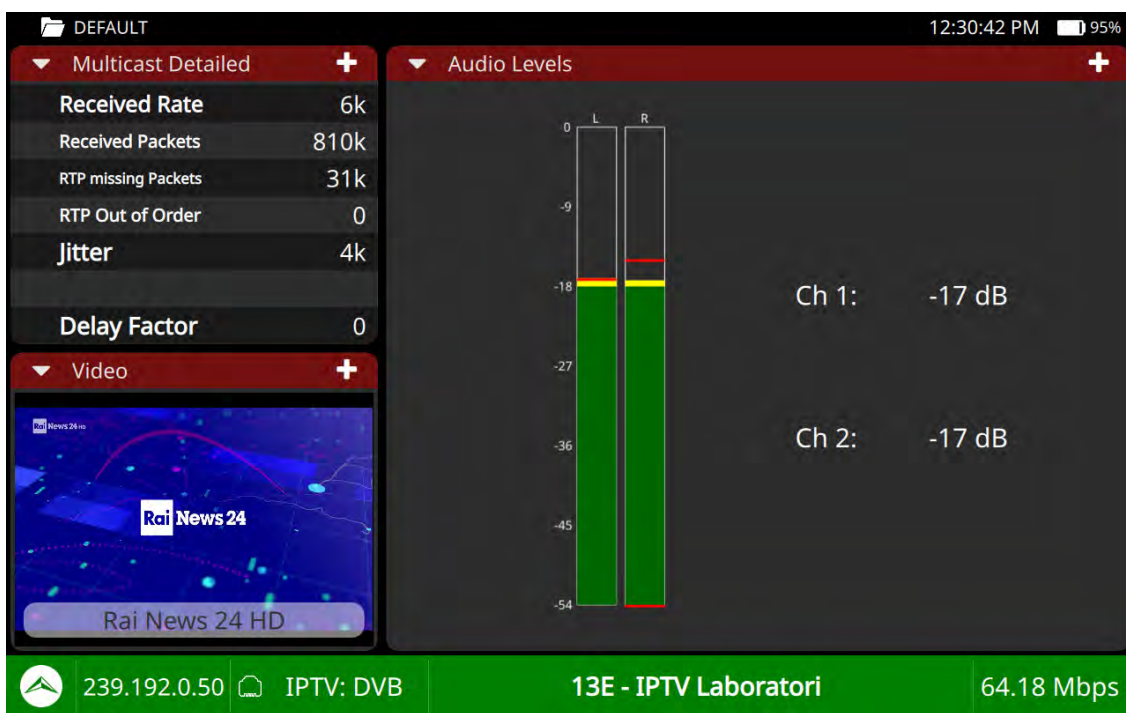 DEFAULT
12:30:42 PM 95%
Multicast Detailed
Received Rate 6k
Received Packets 810k
RTP missing Packets 31k
RTP Out of Order 0
Jitter 4k
Delay Factor 0
Video
Rai News 24 HD
Rai News 24
Rai News 24 HD
Audio Levels
L R
0
-9
-18
-27
-36
-45
-54
Ch 1: -17 dB
Ch 2: -17 dB
239.192.0.50 IPTV: DVB 13E - IPTV Laboratori 64.18 Mbps